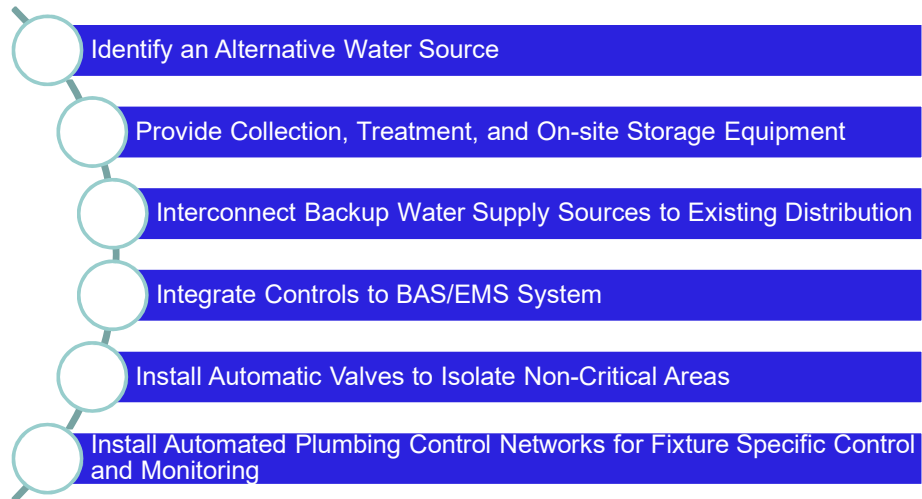 Identify an Alternative Water Source
Provide Collection, Treatment, and On-site Storage Equipment
Interconnect Backup Water Supply Sources to Existing Distribution
Integrate Controls to BAS/EMS System
Install Automatic Valves to Isolate Non-Critical Areas
Install Automated Plumbing Control Networks for Fixture Specific Control
and Monitoring